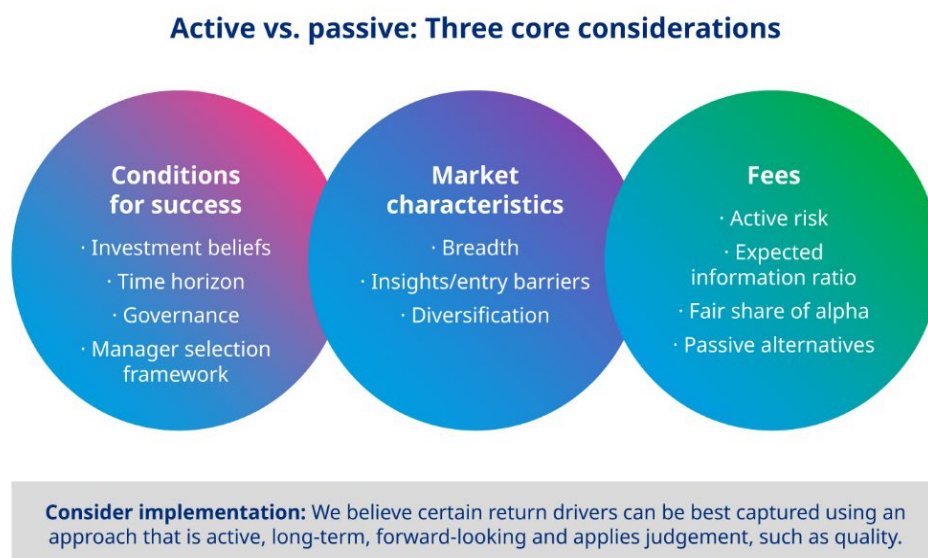 Active vs. passive: Three core considerations
Conditions
for success
· Investment beliefs
· Time horizon
· Governance
· Manager selection
framework
Market
characteristics
· Breadth
· Insights/entry barriers
· Diversification
Fees
· Active risk
· Expected
information ratio
· Fair share of alpha
· Passive alternatives
Consider implementation: We believe certain return drivers can be best captured using an
approach that is active, long-term, forward-looking and applies judgement, such as quality.